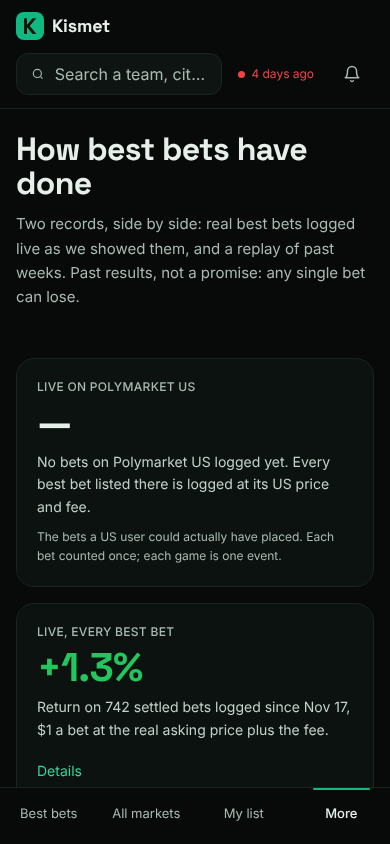 K Kismet
Search a team, cit...
4 days ago
How best bets have
done
Two records, side by side: real best bets logged
live as we showed them, and a replay of past
weeks. Past results, not a promise: any single bet
can lose.
LIVE ON POLYMARKET US
—
No bets on Polymarket US logged yet. Every
best bet listed there is logged at its US price
and fee.
The bets a US user could actually have placed. Each
bet counted once; each game is one event.
LIVE, EVERY BEST BET
+1.3%
Return on 742 settled bets logged since Nov 17,
$1 a bet at the real asking price plus the fee.
Details
Best bets All markets My list More